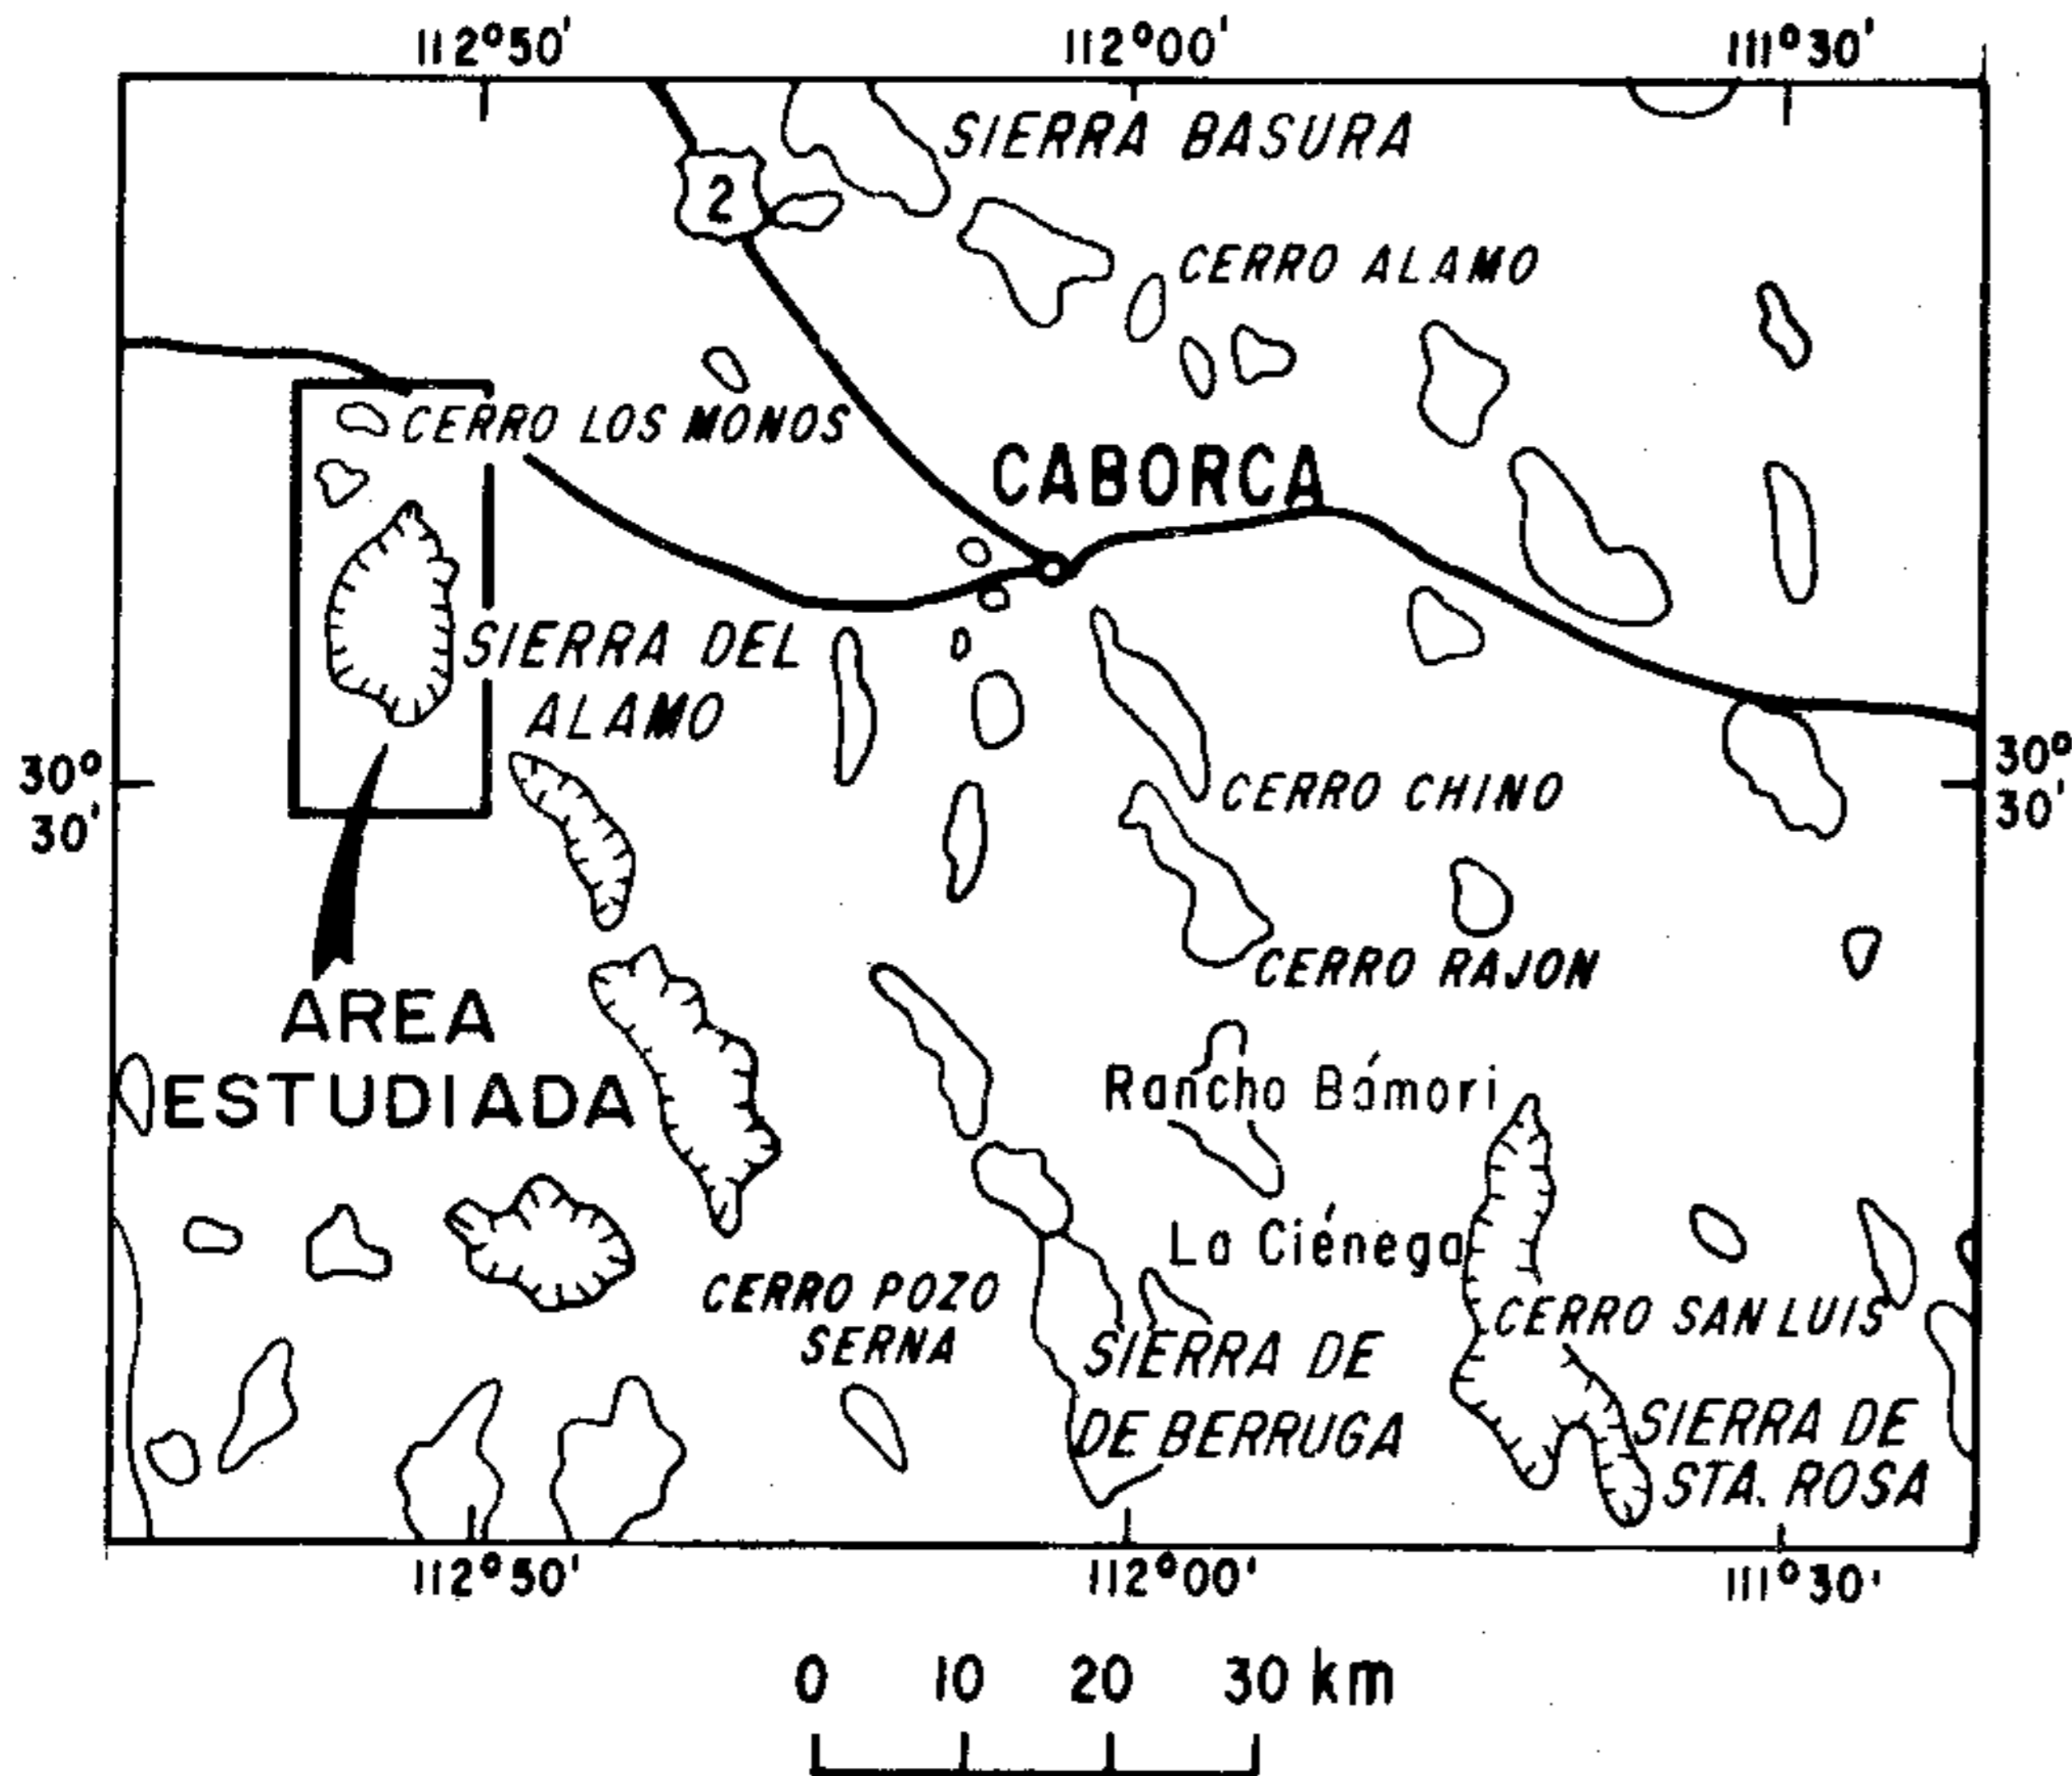 112°50' 112°00' 111°30'
SIERRA BASURA
2
CERRO ALAMO
CERRO LOS MONOS
CABORCA
SIERRA DEL
ALAMO
30°
30'
30°
30'
CERRO CHINO
CERRO RAJON
AREA
ESTUDIADA
Rancho Bámori
La Ciénega
CERRO POZO
SERNA
CERRO SAN LUIS
SIERRA DE
DE BERRUGA
SIERRA DE
STA. ROSA
112°50' 112°00' 111°30'
0 10 20 30 km